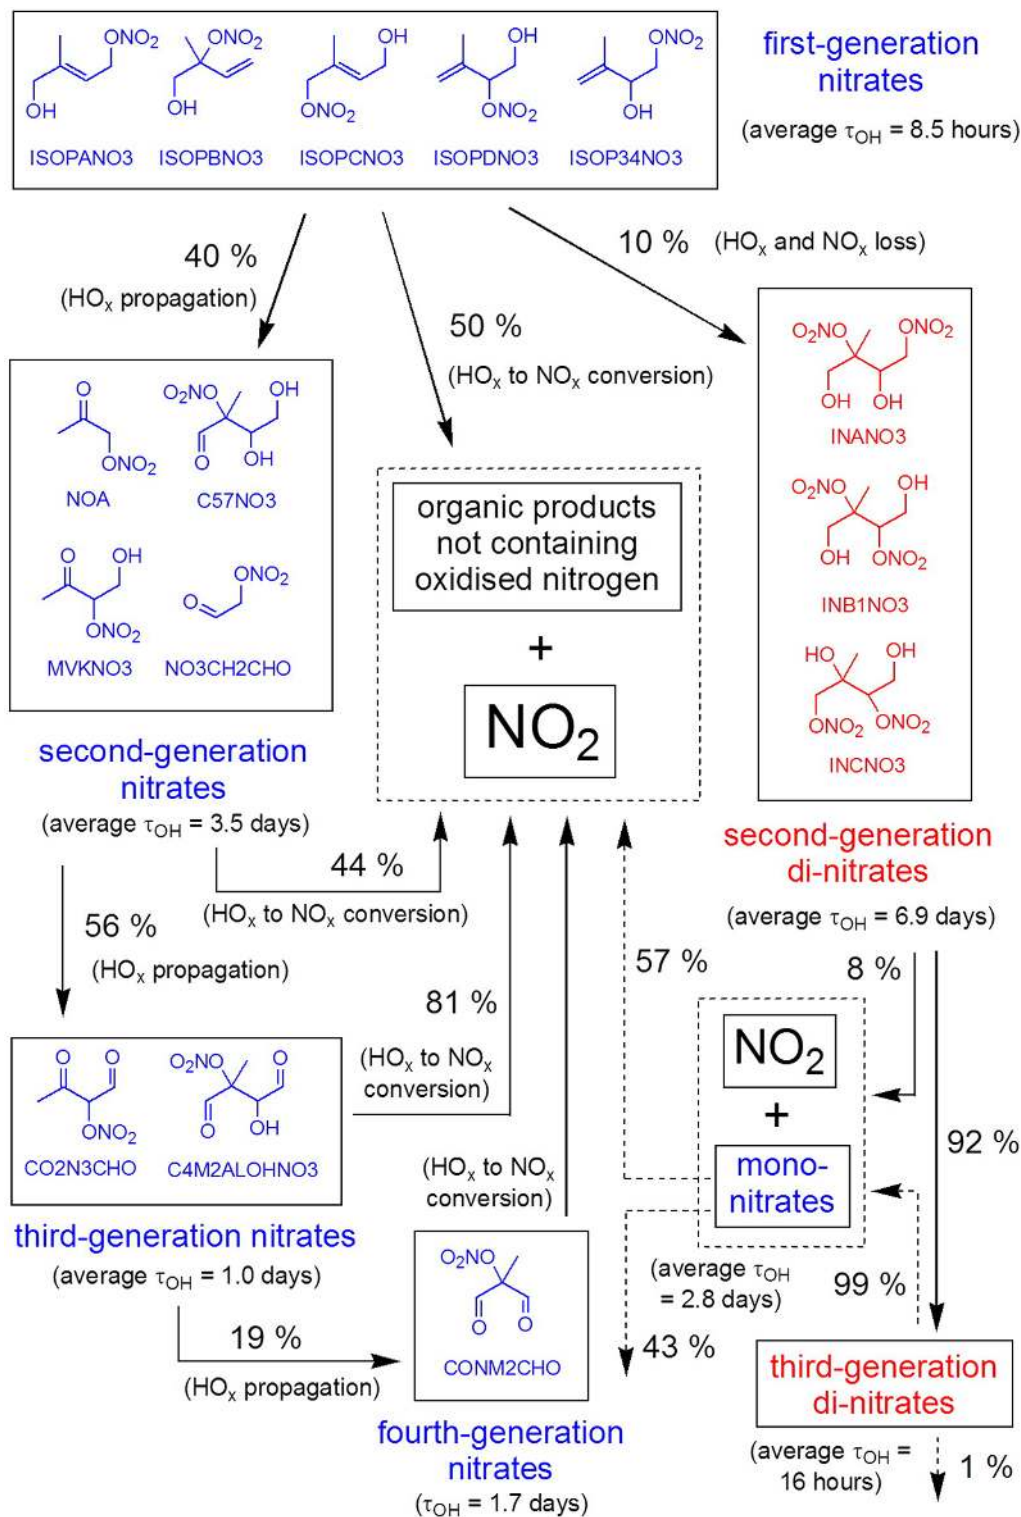 ONO2
ONO2
OH
OH
ONO2
OH
OH
ONO2
OH
ONO2
OH
ISOPANO3
ISOPBNO3
ISOPCNO3
ISOPDNO3
ISOP34NO3
first-generation
nitrates
(average τOH = 8.5 hours)
40 %
(HOx propagation)
50 %
(HOx to NOx conversion)
10 % (HOx and NOx loss)
O
ONO2
NOA
O2NO
OH
O
OH
C57NO3
O
OH
ONO2
MVKNO3
ONO2
O
NO3CH2CHO
second-generation
nitrates
(average τOH = 3.5 days)
organic products
not containing
oxidised nitrogen
+
NO2
O2NO
ONO2
OH
OH
INANO3
O2NO
OH
OH
ONO2
INB1NO3
HO
OH
ONO2
ONO2
INCNO3
second-generation
di-nitrates
(average τOH = 6.9 days)
44 %
(HOx to NOx conversion)
56 %
(HOx propagation)
81 %
(HOx to NOx
conversion)
57 %
8 %
92 %
O
O
ONO2
CO2N3CHO
O2NO
O
O
OH
C4M2ALOHNO3
third-generation nitrates
(average τOH = 1.0 days)
(HOx to NOx
conversion)
NO2
+
mono-
nitrates
(average τOH
= 2.8 days)
99 %
43 %
19 %
(HOx propagation)
O2NO
O
O
CONM2CHO
fourth-generation
nitrates
(τOH = 1.7 days)
third-generation
di-nitrates
(average τOH =
16 hours)
1 %